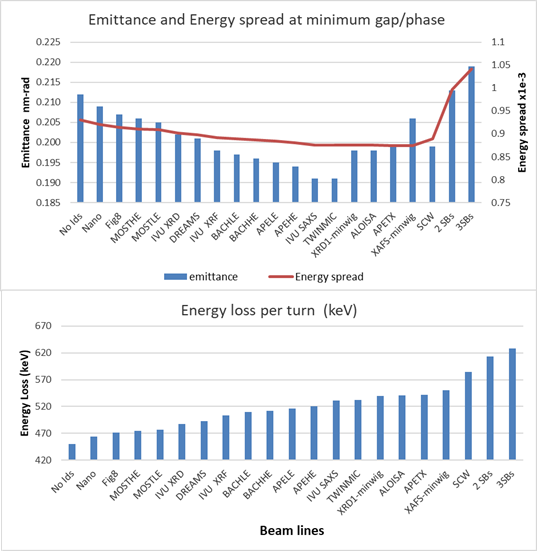 Emittance and Energy spread at minimum gap/phase
Emittance nm-rad
0.225
0.220
0.215
0.210
0.205
0.200
0.195
0.190
0.185
1.1
1.05
1
0.95
0.9
0.85
0.8
0.75
Energy spread x1e-3
No Ids
Nano
Fig8
MOSTHE
MOSTLE
IVU XRD
DREAMS
IVU XRF
BACHLE
BACHHE
APELE
APEHE
IVU SAXS
TWINMIC
XRD1-minwig
ALOISA
APETX
XAFS-minwig
SCW
2 SBs
3SBs
emittance
Energy spread
Energy loss per turn (keV)
Energy Loss (keV)
670
620
570
520
470
420
No Ids
Nano
Fig8
MOSTHE
MOSTLE
IVU XRD
DREAMS
IVU XRF
BACHLE
BACHHE
APELE
APEHE
IVU SAXS
TWINMIC
XRD1-minwig
ALOISA
APETX
XAFS-minwig
SCW
2 SBs
3SBs
Beam lines